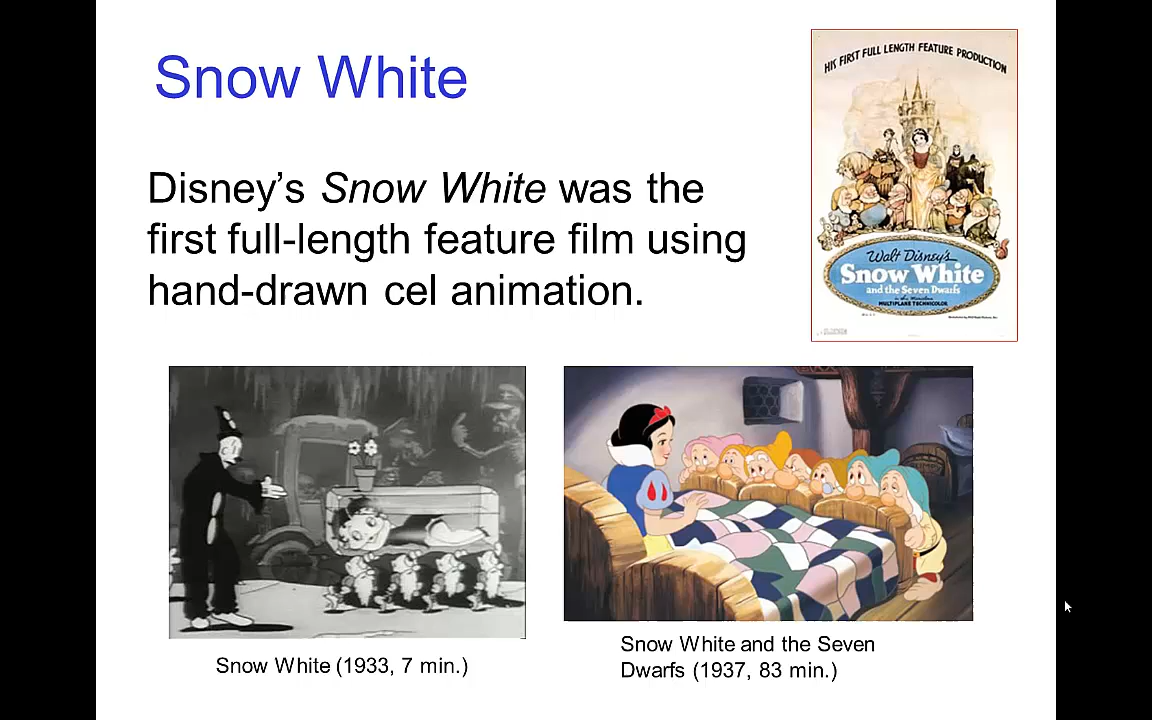 Snow White
HIS FIRST FULL LENGTH FEATURE PRODUCTION
Disney’s Snow White was the
first full-length feature film using
hand-drawn cel animation.
Walt Disney's
Snow White
and the Seven Dwarfs
MULTIPLANE TECHNICOLOR
Snow White (1933, 7 min.)
Snow White and the Seven
Dwarfs (1937, 83 min.)